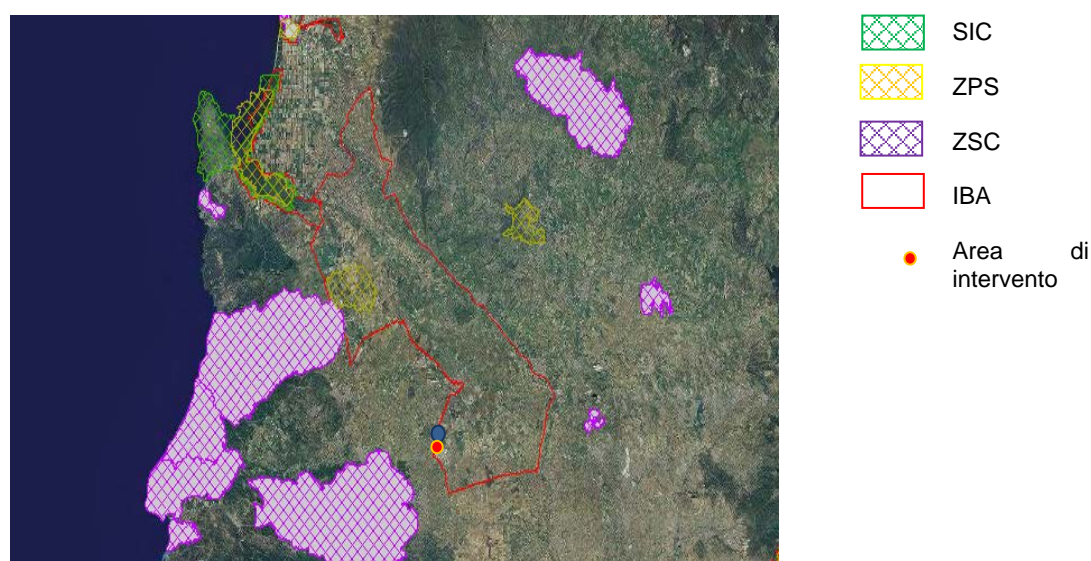 SIC
ZPS
ZSC
IBA
Area di
intervento